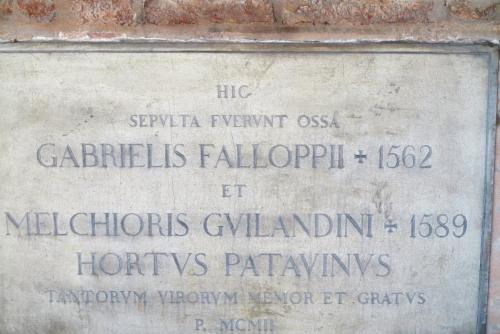 HIC
SEPVLTA FVERVNT OSSA
GABRIELIS FALLOPPII ✝ 1562
ET
MELCHIORIS GVILANDINI ✝ 1589
HORTVS PATAVINVS
TANTORVM VIRORVM MEMOR ET GRATVS
P. MCMII